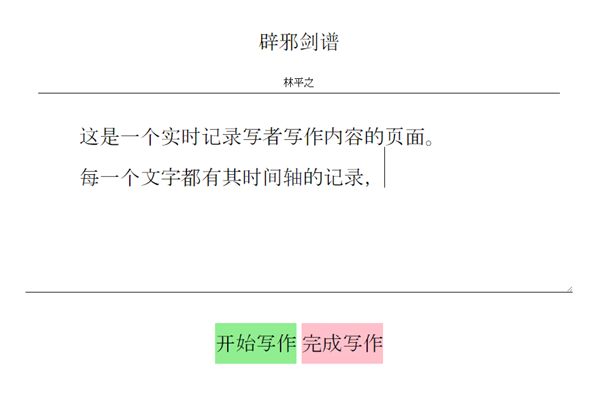 辟邪剑谱
林平之
这是一个实时记录写者写作内容的页面。
每一个文字都有其时间轴的记录，
开始写作 完成写作